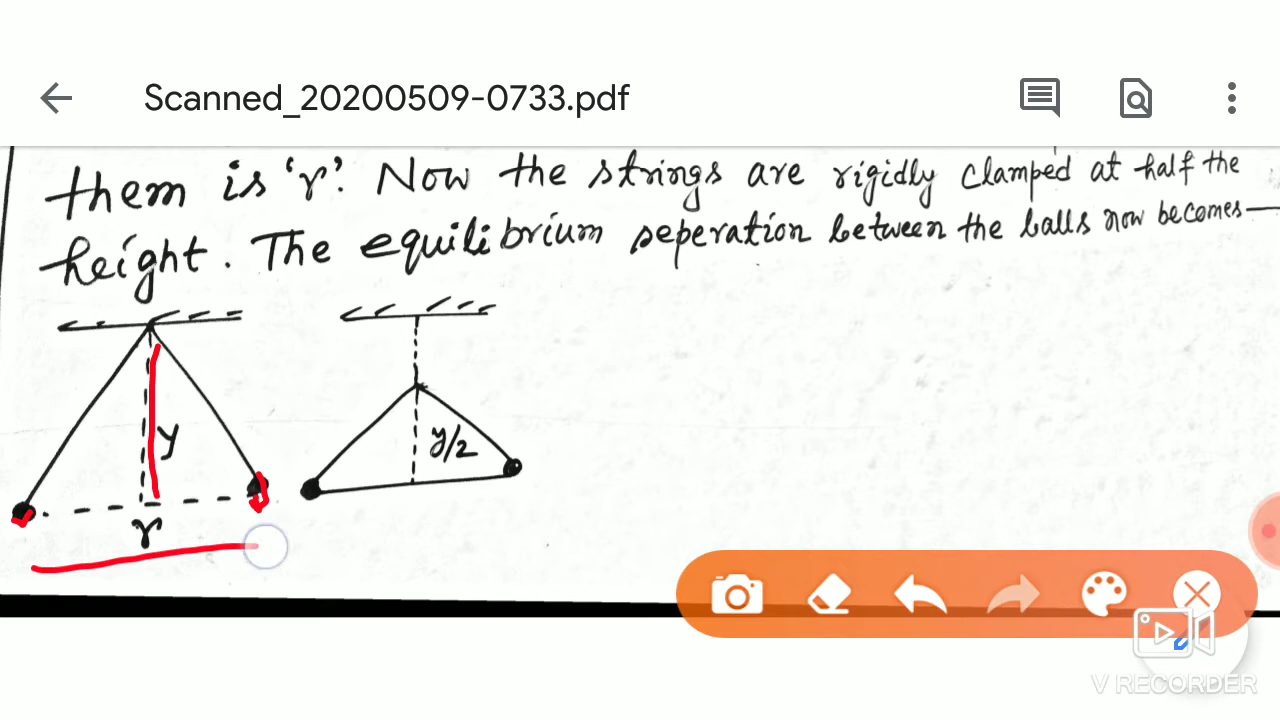 Scanned_20200509-0733.pdf
them is 'r'. Now the strings are rigidly clamped at half the
height. The equilibrium seperation between the balls now becomes—
y
y/2
r
V RECORDER